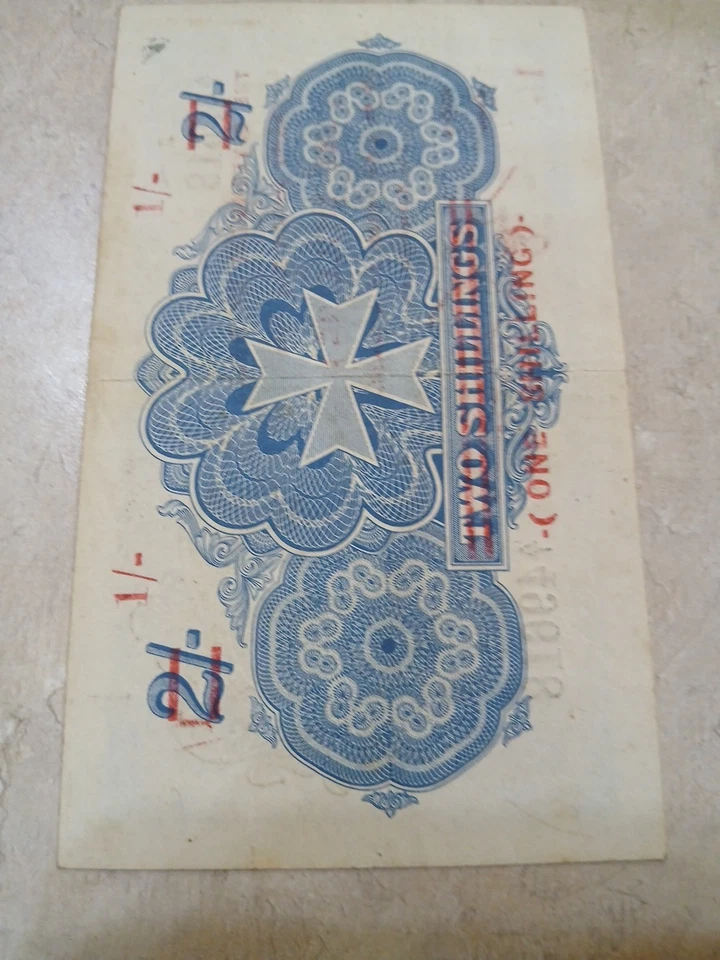 2/- 1/- 1/- 2/-
TWO SHILLINGS
-( ONE SHILLING )-